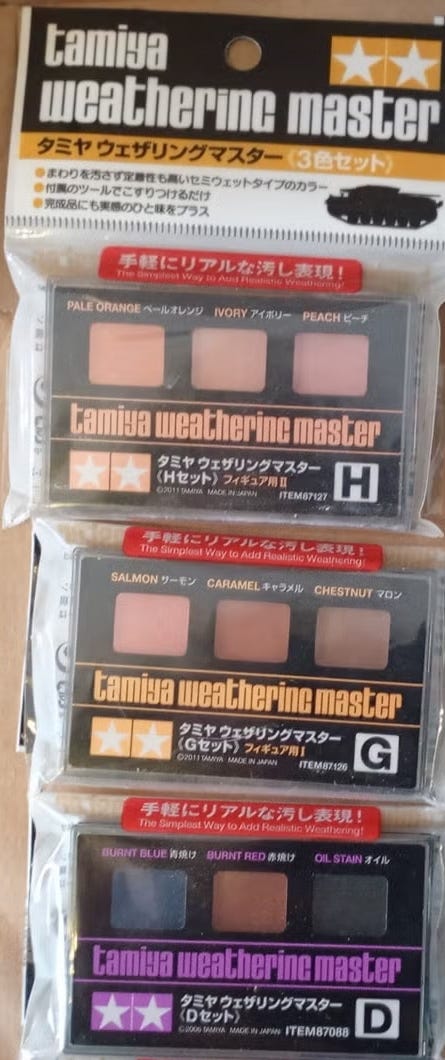 tamiya
weathering master
タミヤ ウェザリングマスター《3色セット》
●まわりを汚さず定着性も高いセミウェットタイプのカラー
●付属のツールでこすりつけるだけ
●完成品にも実感のひと味をプラス
手軽にリアルな汚し表現!
The Simplest Way to Add Realistic Weathering!
PALE ORANGE ペールオレンジ IVORY アイボリー PEACH ピーチ
tamiya weathering master
タミヤ ウェザリングマスター
《Hセット》フィギュア用Ⅱ
©2011 TAMIYA MADE IN JAPAN ITEM87127
H
手軽にリアルな汚し表現!
The Simplest Way to Add Realistic Weathering!
SALMON サーモン CARAMEL キャラメル CHESTNUT マロン
tamiya weathering master
タミヤ ウェザリングマスター
《Gセット》フィギュア用Ⅰ
©2011 TAMIYA MADE IN JAPAN ITEM87126
G
手軽にリアルな汚し表現!
The Simplest Way to Add Realistic Weathering!
BURNT BLUE 青焼け BURNT RED 赤焼け OIL STAIN オイル
tamiya weathering master
タミヤ ウェザリングマスター
《Dセット》
©2006 TAMIYA MADE IN JAPAN ITEM87088
D